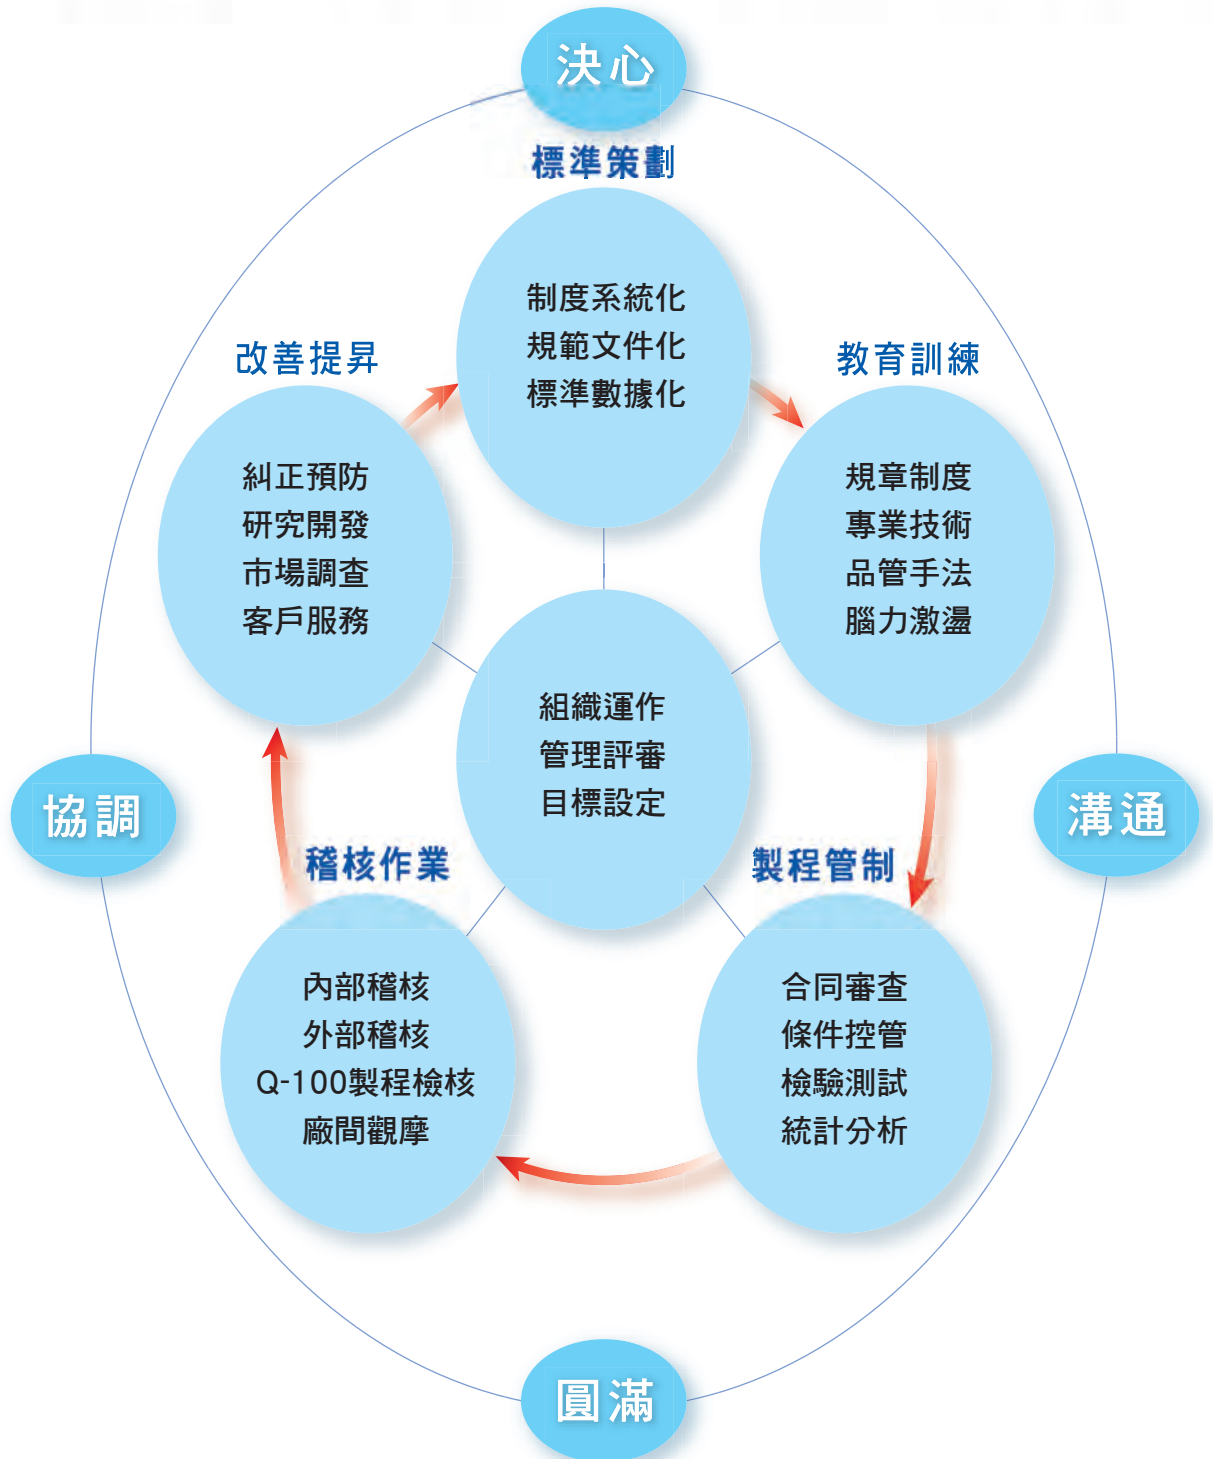 決心
標準策劃
制度系統化
規範文件化
標準數據化
改善提昇
糾正預防
研究開發
市場調查
客戶服務
教育訓練
規章制度
專業技術
品管手法
腦力激盪
組織運作
管理評審
目標設定
協調
溝通
稽核作業
內部稽核
外部稽核
Q-100製程檢核
廠間觀摩
製程管制
合同審查
條件控管
檢驗測試
統計分析
圓滿